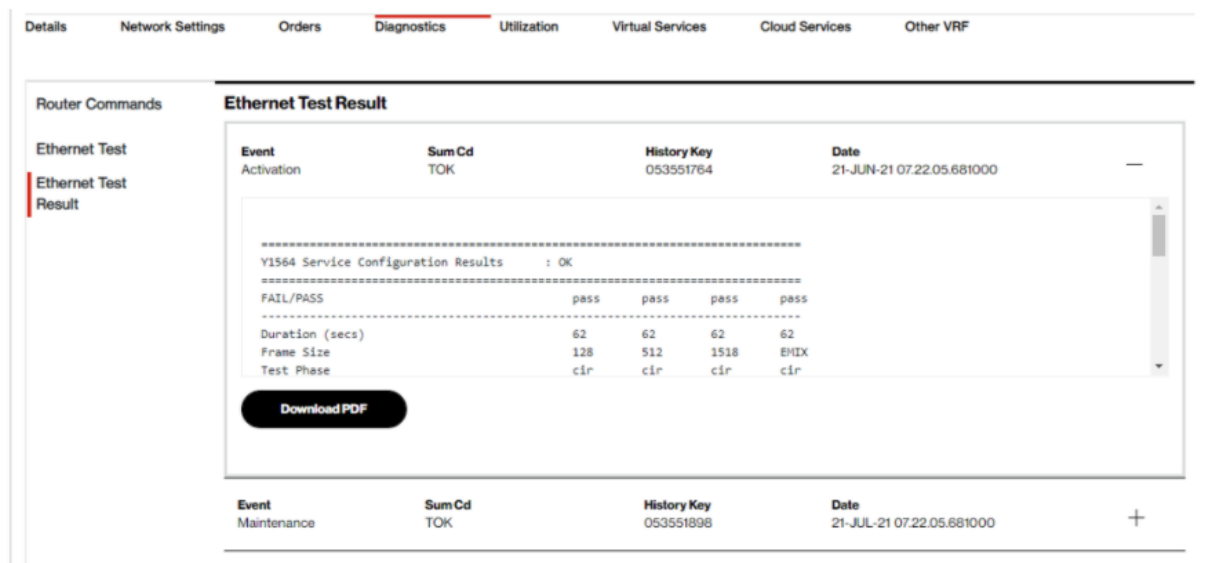 Details Network Settings Orders Diagnostics Utilization Virtual Services Cloud Services Other VRF
Router Commands
Ethernet Test
Ethernet Test
Result
Ethernet Test Result
Event Sum Cd History Key Date
Activation TOK 053551764 21-JUN-21 07.22.05.681000
==============================================================================
Y1564 Service Configuration Results : OK
==============================================================================
FAIL/PASS pass pass pass pass
------------------------------------------------------------------------------
Duration (secs) 62 62 62 62
Frame Size 128 512 1518 EMIX
Test Phase cir cir cir cir
Download PDF
Event Sum Cd History Key Date
Maintenance TOK 053551898 21-JUL-21 07.22.05.681000